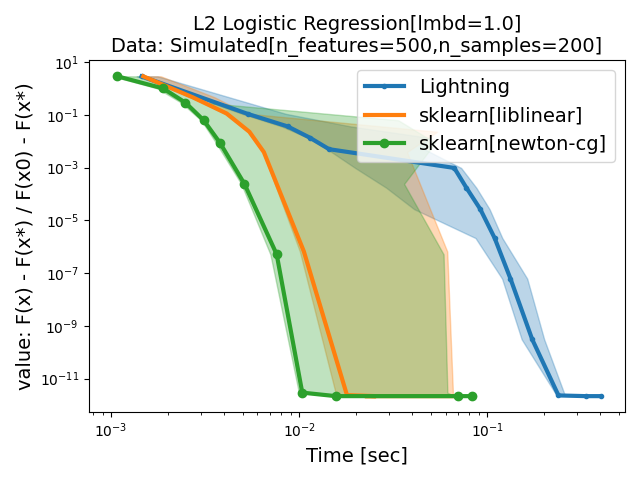 L2 Logistic Regression[lmbd=1.0]
Data: Simulated[n_features=500,n_samples=200]
value: F(x) - F(x*) / F(x0) - F(x*)
10¹
10⁻¹
10⁻³
10⁻⁵
10⁻⁷
10⁻⁹
10⁻¹¹
Lightning
sklearn[liblinear]
sklearn[newton-cg]
10⁻³
10⁻²
10⁻¹
Time [sec]